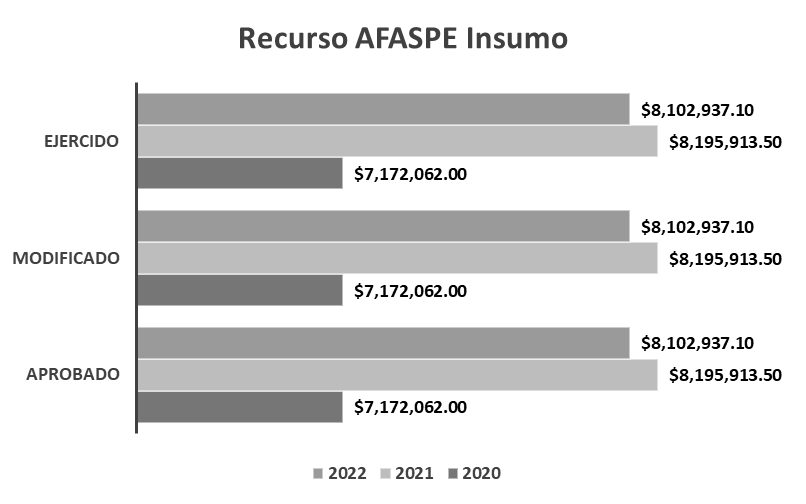 Recurso AFASPE Insumo
EJERCIDO
$8,102,937.10
$8,195,913.50
$7,172,062.00
MODIFICADO
$8,102,937.10
$8,195,913.50
$7,172,062.00
APROBADO
$8,102,937.10
$8,195,913.50
$7,172,062.00
2022 2021 2020